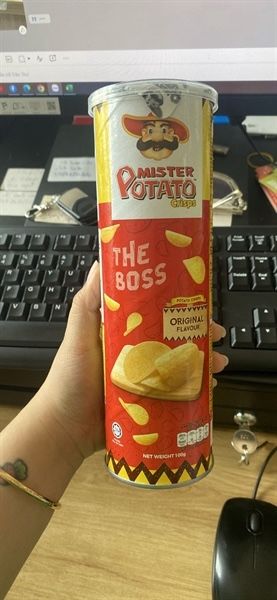 MISTER
POTATO
Crisps
THE
BOSS
POTATO CRISPS
ORIGINAL
FLAVOUR
NET WEIGHT 100g